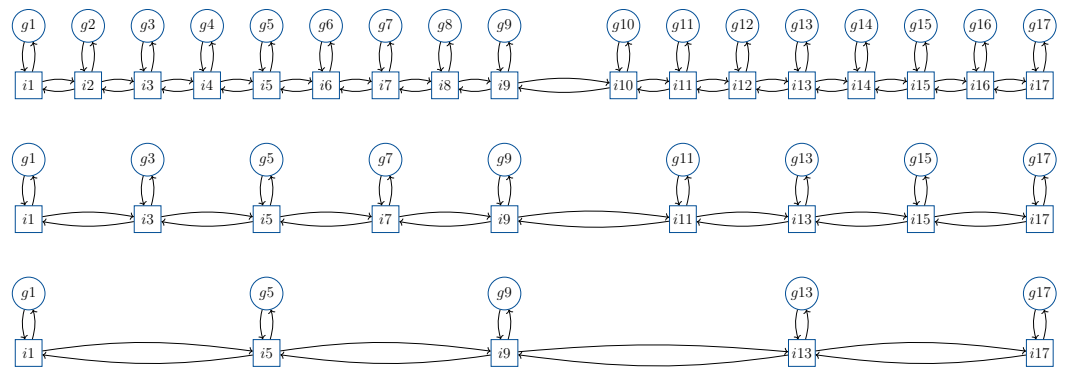 g1 g2 g3 g4 g5 g6 g7 g8 g9 g10 g11 g12 g13 g14 g15 g16 g17
i1 i2 i3 i4 i5 i6 i7 i8 i9 i10 i11 i12 i13 i14 i15 i16 i17
g1 g3 g5 g7 g9 g11 g13 g15 g17
i1 i3 i5 i7 i9 i11 i13 i15 i17
g1 g5 g9 g13 g17
i1 i5 i9 i13 i17